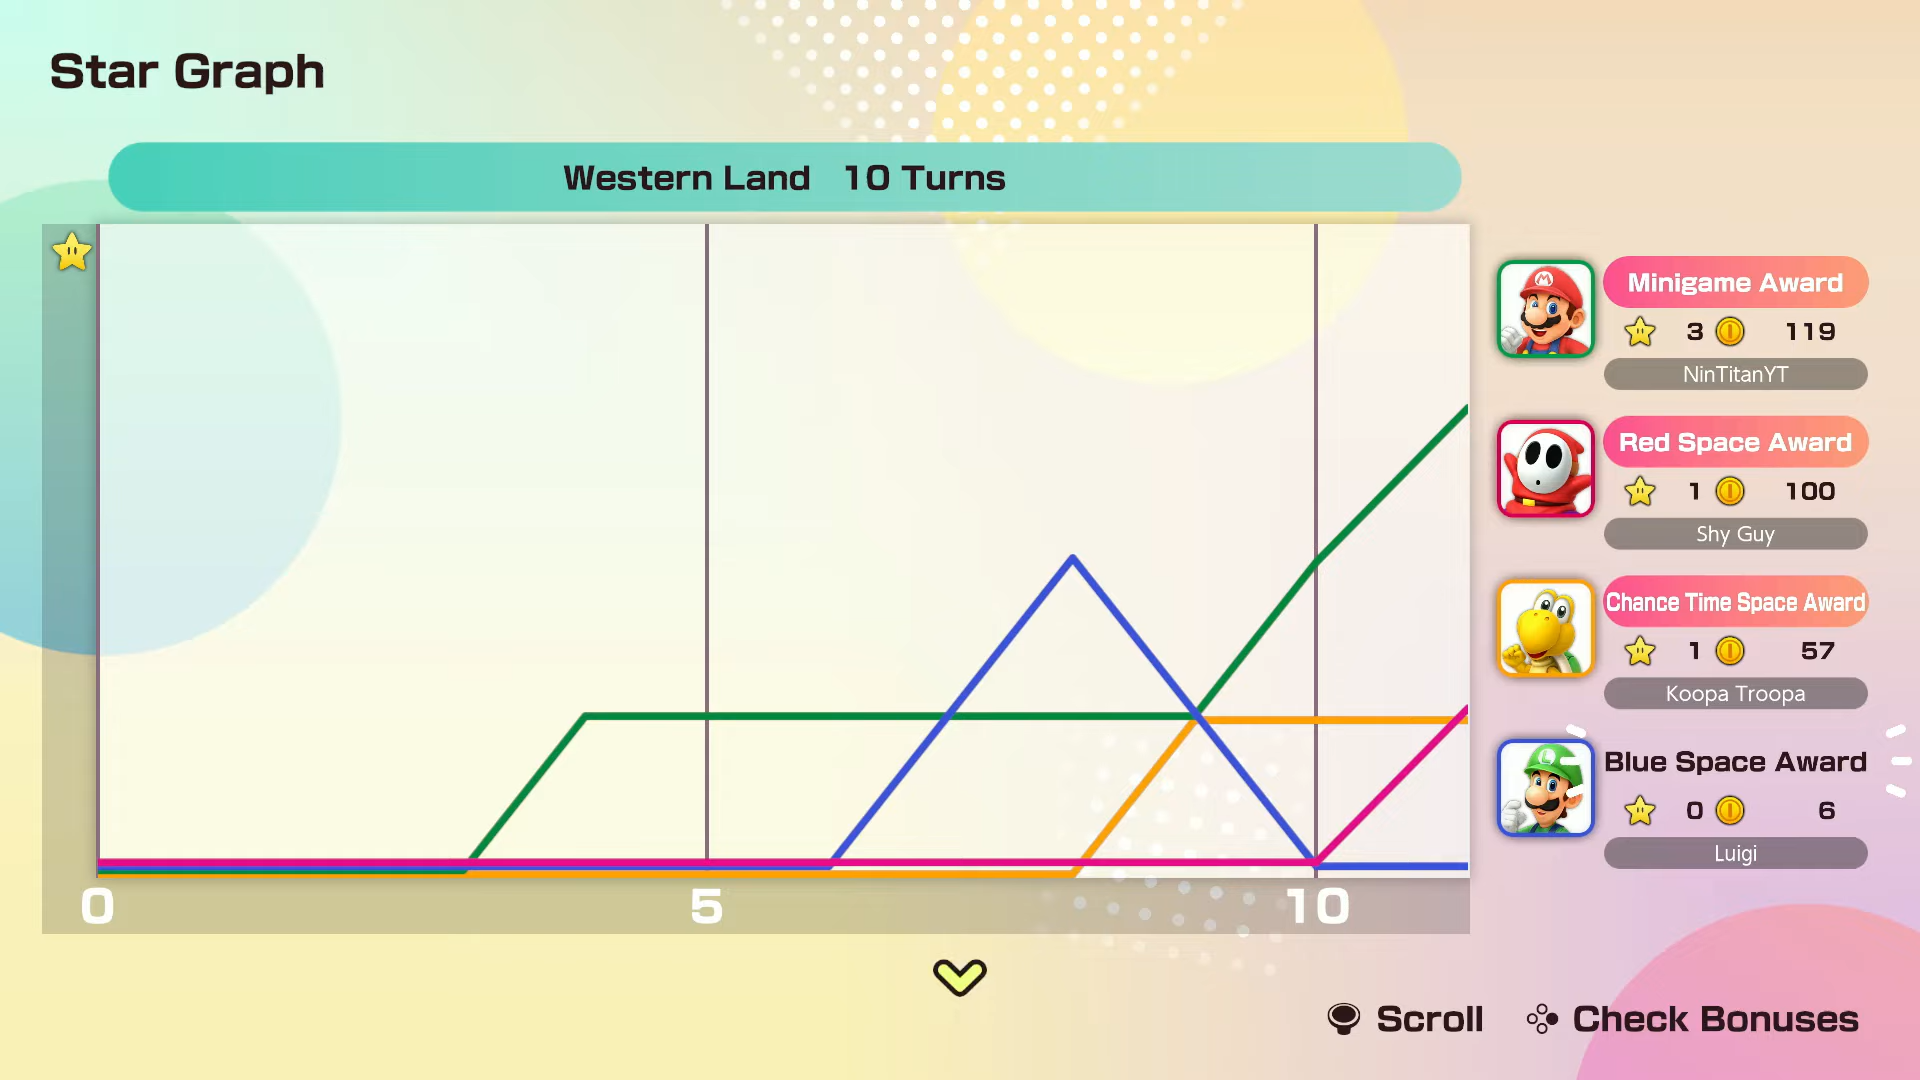 Star Graph
Western Land 10 Turns
Minigame Award
3 119
NinTitanYT
Red Space Award
1 100
Shy Guy
Chance Time Space Award
1 57
Koopa Troopa
Blue Space Award
0 6
Luigi
0 5 10
Scroll Check Bonuses